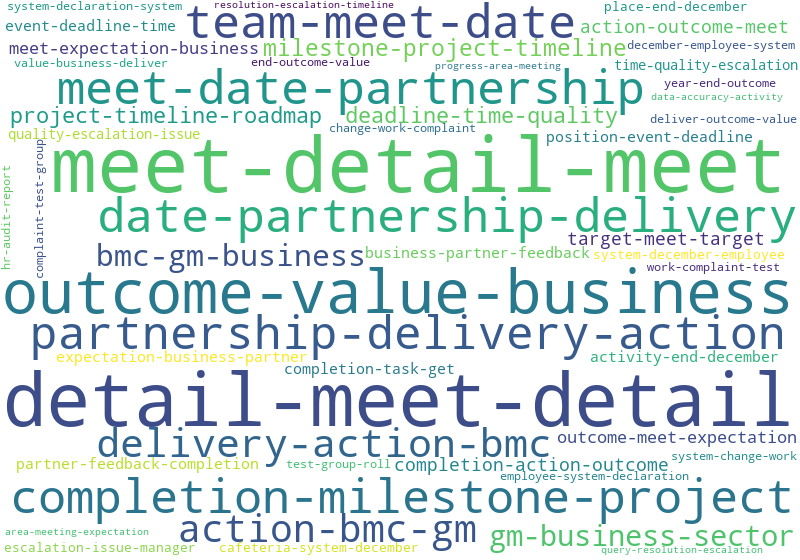 system-declaration-system
resolution-escalation-timeline
place-end-december
event-deadline-time
team-meet-date
action-outcome-meet
meet-expectation-business
milestone-project-timeline
december-employee-system
value-business-deliver
end-outcome-value
progress-area-meeting
time-quality-escalation
meet-date-partnership
year-end-outcome
data-accuracy-activity
project-timeline-roadmap
deadline-time-quality
deliver-outcome-value
quality-escalation-issue
change-work-complaint
position-event-deadline
complaint-test-group
hr-audit-report
meet-detail-meet
date-partnership-delivery
target-meet-target
bmc-gm-business
business-partner-feedback
system-december-employee
work-complaint-test
outcome-value-business
partnership-delivery-action
expectation-business-partner
activity-end-december
completion-task-get
detail-meet-detail
delivery-action-bmc
outcome-meet-expectation
partner-feedback-completion
test-group-roll
completion-action-outcome
system-change-work
employee-system-declaration
completion-milestone-project
action-bmc-gm
gm-business-sector
area-meeting-expectation
escalation-issue-manager
cafeteria-system-december
query-resolution-escalation